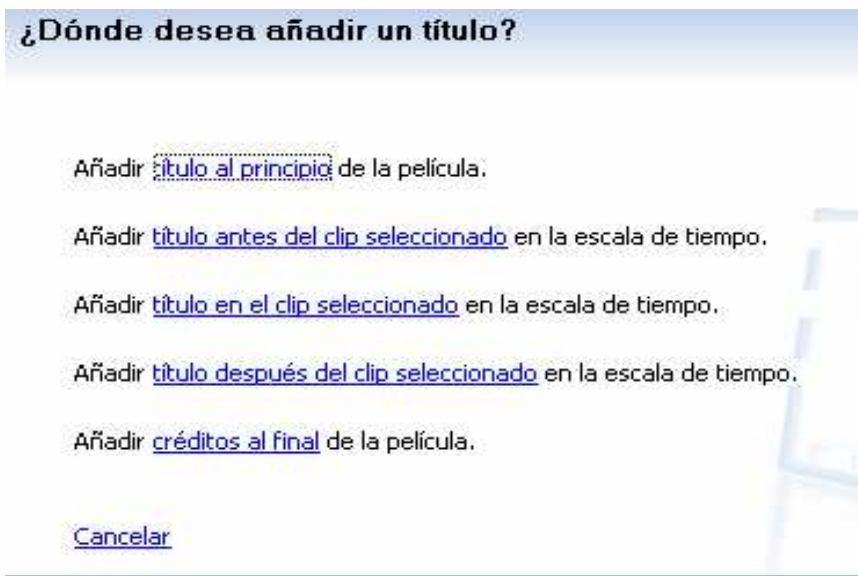 ¿Dónde desea añadir un título?
Añadir título al principio de la película.
Añadir título antes del clip seleccionado en la escala de tiempo.
Añadir título en el clip seleccionado en la escala de tiempo.
Añadir título después del clip seleccionado en la escala de tiempo.
Añadir créditos al final de la película.
Cancelar